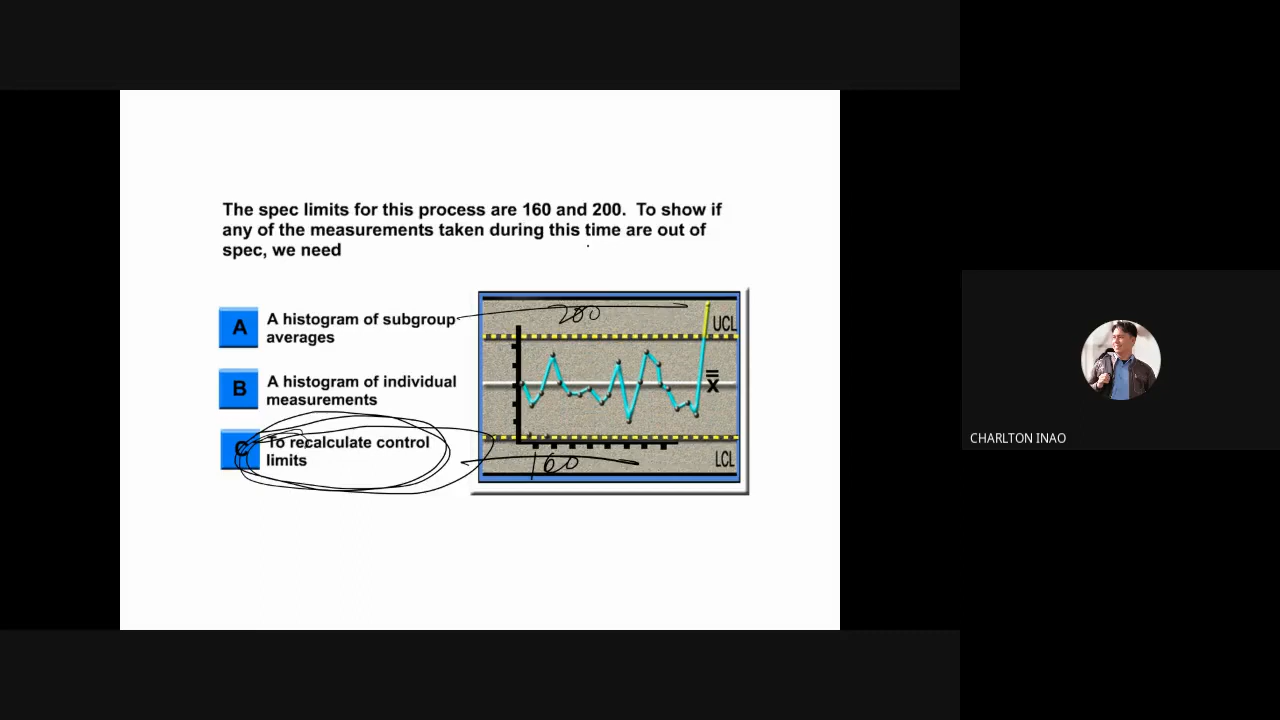 The spec limits for this process are 160 and 200. To show if
any of the measurements taken during this time are out of
spec, we need
A
A histogram of subgroup
averages
B
A histogram of individual
measurements
C
To recalculate control
limits
200
UCL
X
160
LCL
CHARLTON INAO